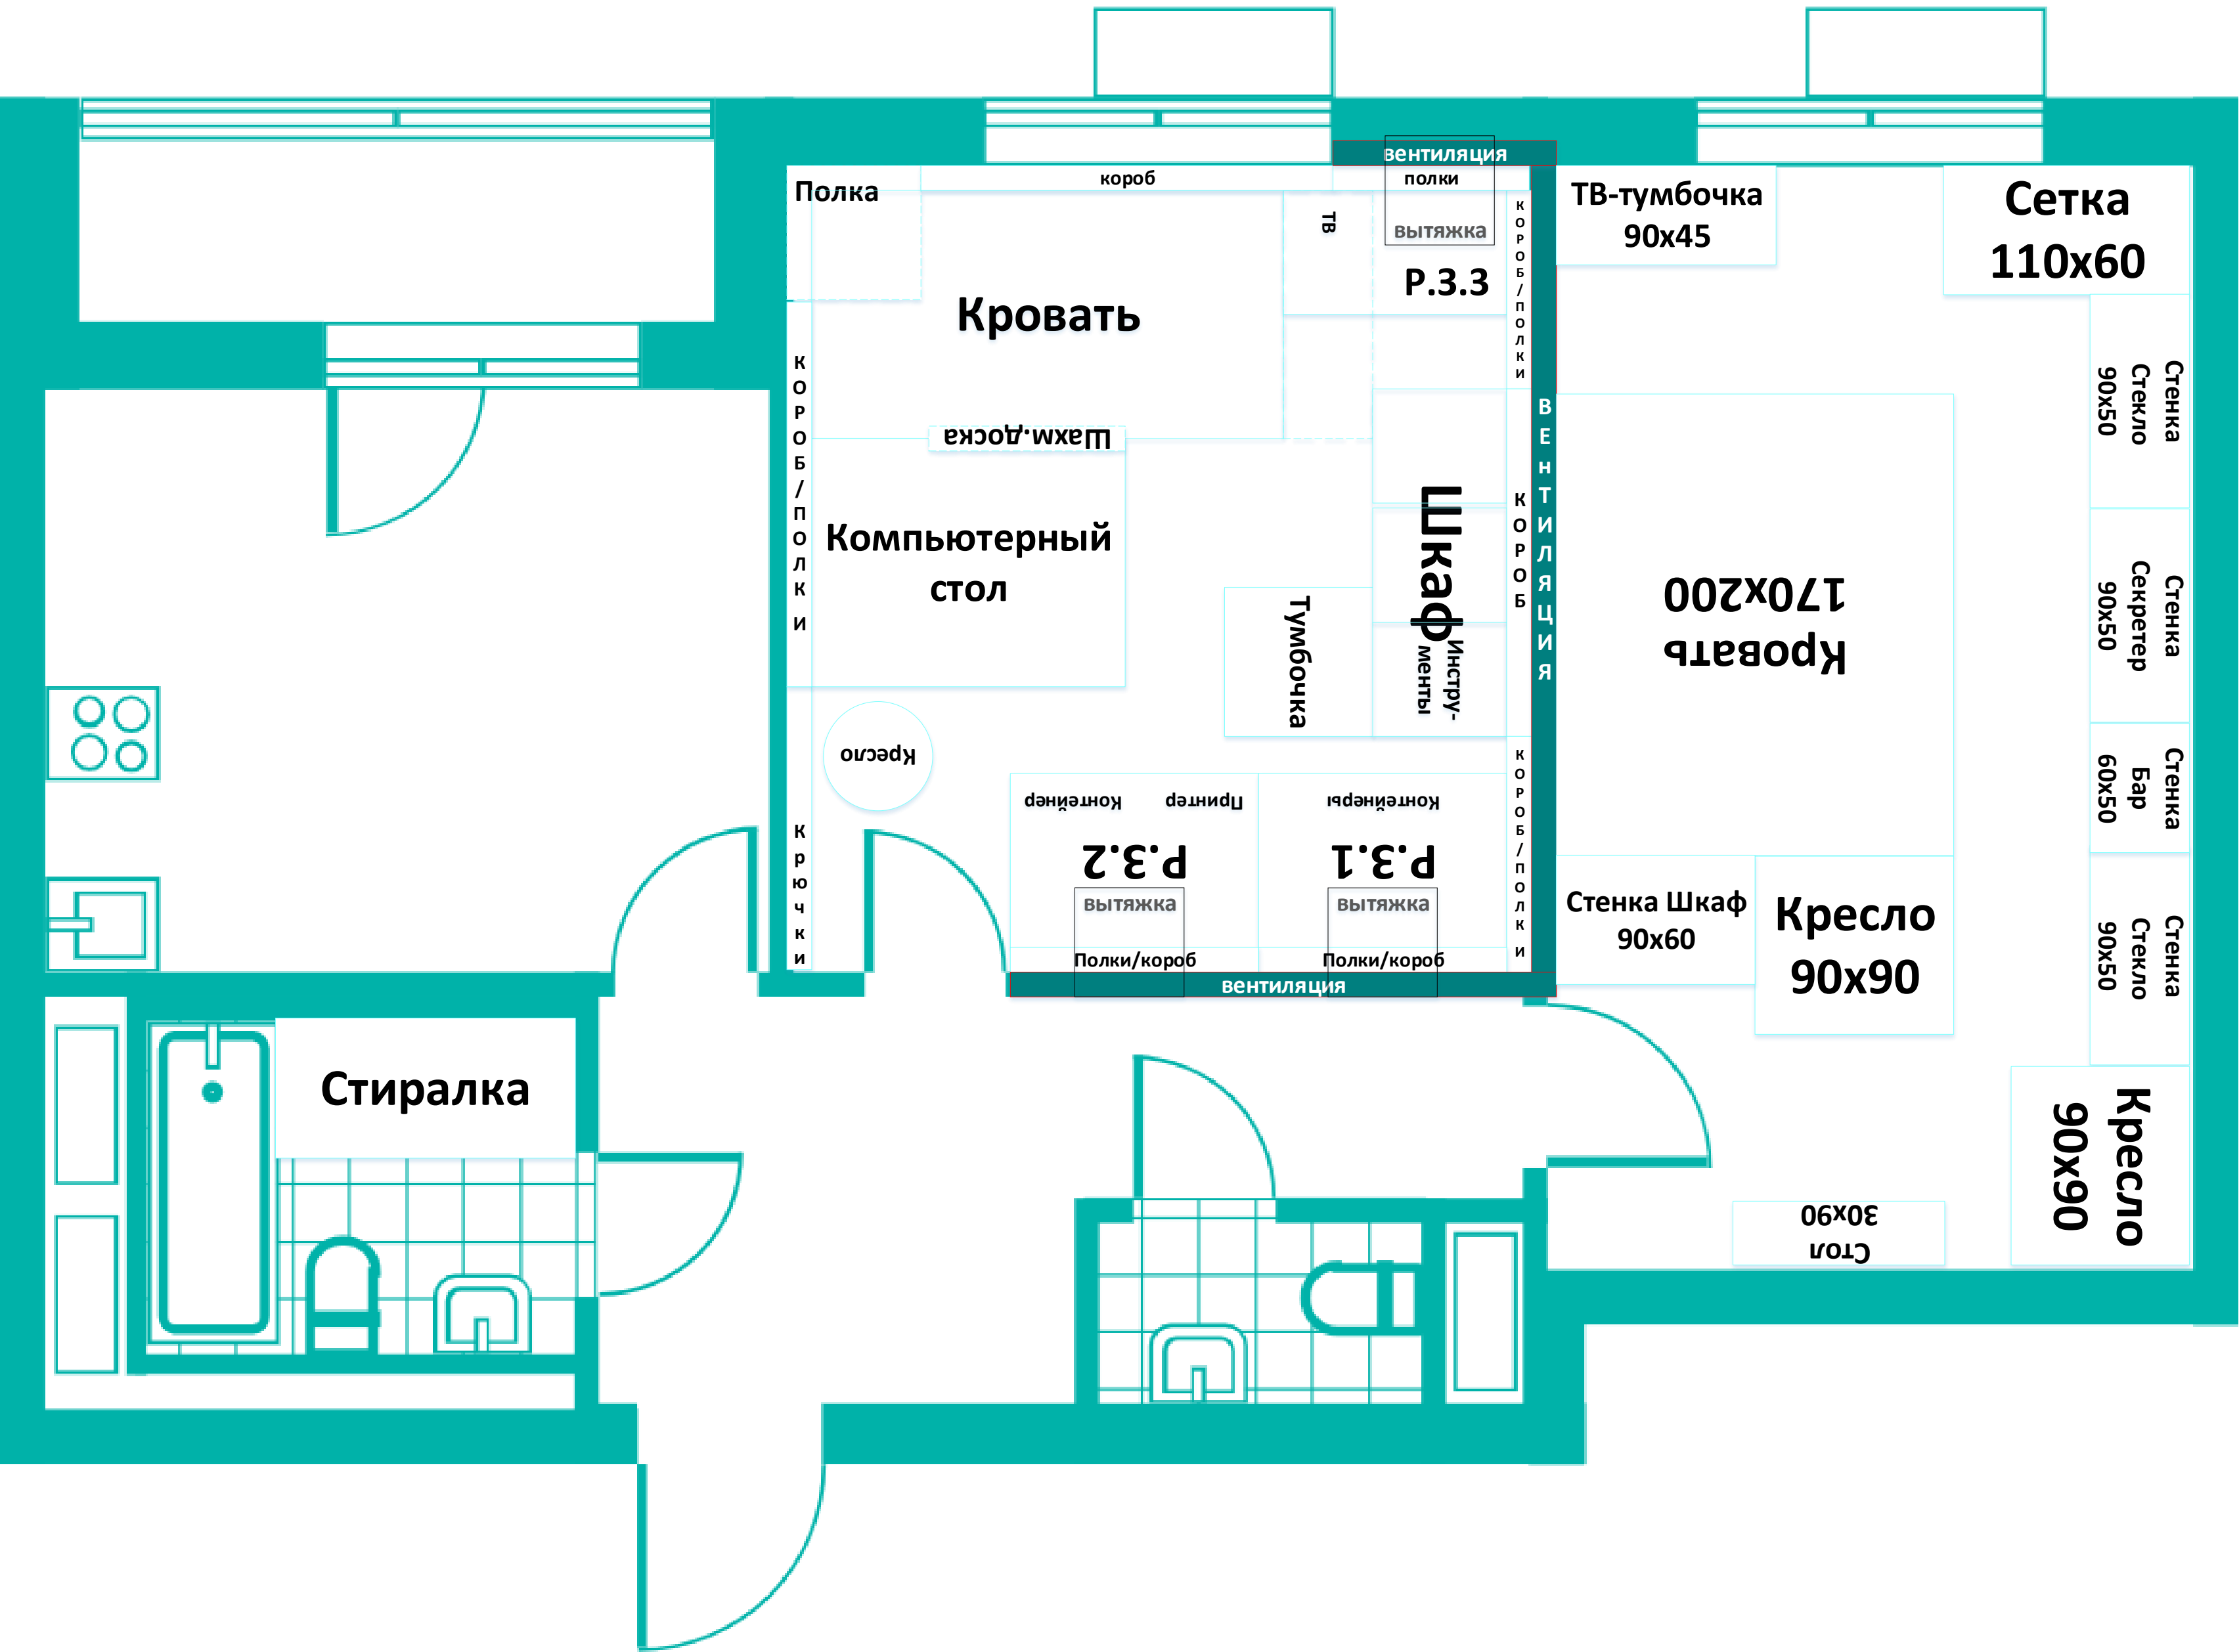 вентиляция
Полка
короб
полки
ТВ
вытяжка
Р.3.3
КОРОБ/ПОЛКИ
Кровать
Шахм.доска
КОРОБ/ПОЛКИ
Компьютерный
стол
Шкаф
КОРОБ
ВЕНТИЛЯЦИЯ
Тумбочка
Инстру-
менты
Кресло
Крючки
Контейнер
Принтер
Контейнеры
Р.3.2
Р.3.1
вытяжка
вытяжка
КОРОБ/ПОЛКИ
Полки/короб
Полки/короб
вентиляция
ТВ-тумбочка
90х45
Сетка
110х60
Стенка
Стекло
90х50
Кровать
170х200
Стенка
Секретер
90х50
Стенка
Бар
60х50
Стенка Шкаф
90х60
Кресло
90х90
Стенка
Стекло
90х50
Кресло
90х90
Стол
30х90
Стиралка